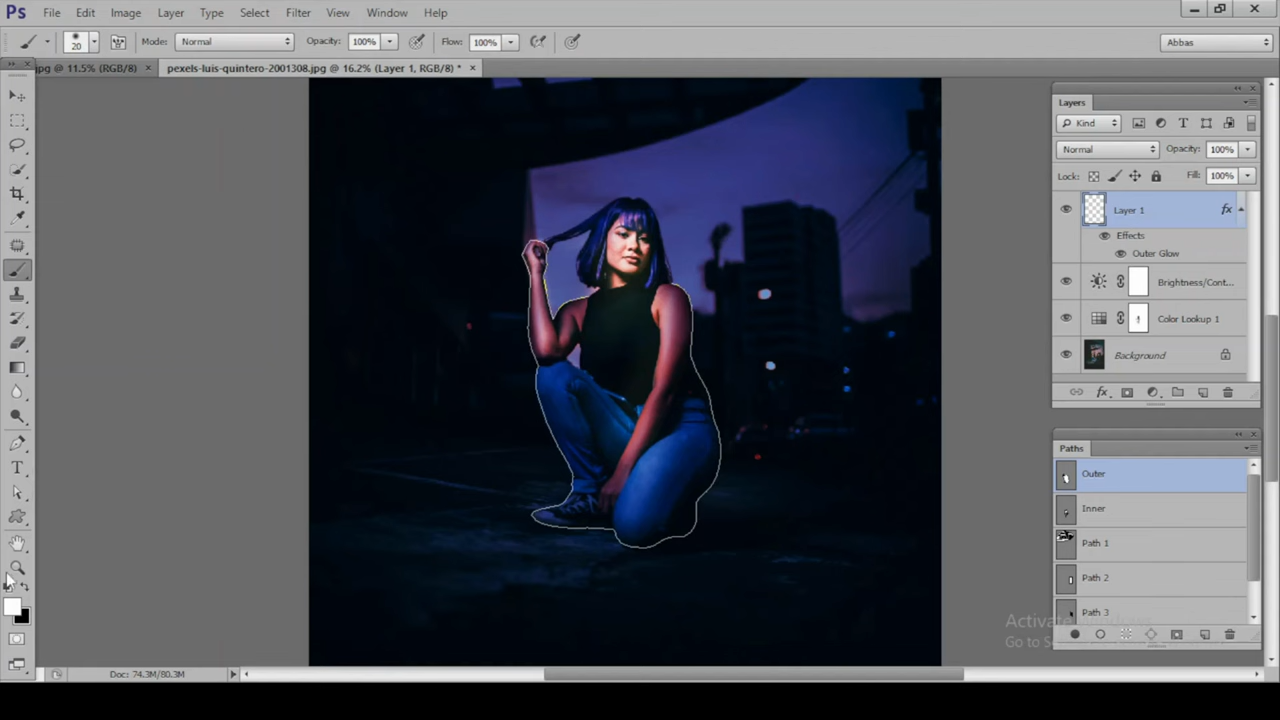 Ps File Edit Image Layer Type Select Filter View Window Help
20 Mode: Normal Opacity: 100% Flow: 100% Abbas
.jpg @ 11.5% (RGB/8) × pexels-luis-quintero-2001308.jpg @ 16.2% (Layer 1, RGB/8) * ×
Layers
Kind
Normal Opacity: 100%
Lock: Fill: 100%
Layer 1 fx
Effects
Outer Glow
Brightness/Cont...
Color Lookup 1
Background
fx
Paths
Outer
Inner
Path 1
Path 2
Path 3
Doc: 74.3M/80.3M